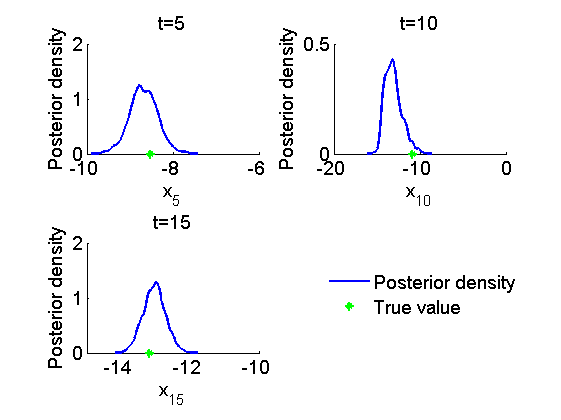 t=5
Posterior density
2
1
0
-10
-8
-6
x5
t=10
Posterior density
0.5
0
-20
-10
0
x10
t=15
Posterior density
2
1
0
-14
-12
-10
x15
Posterior density
True value